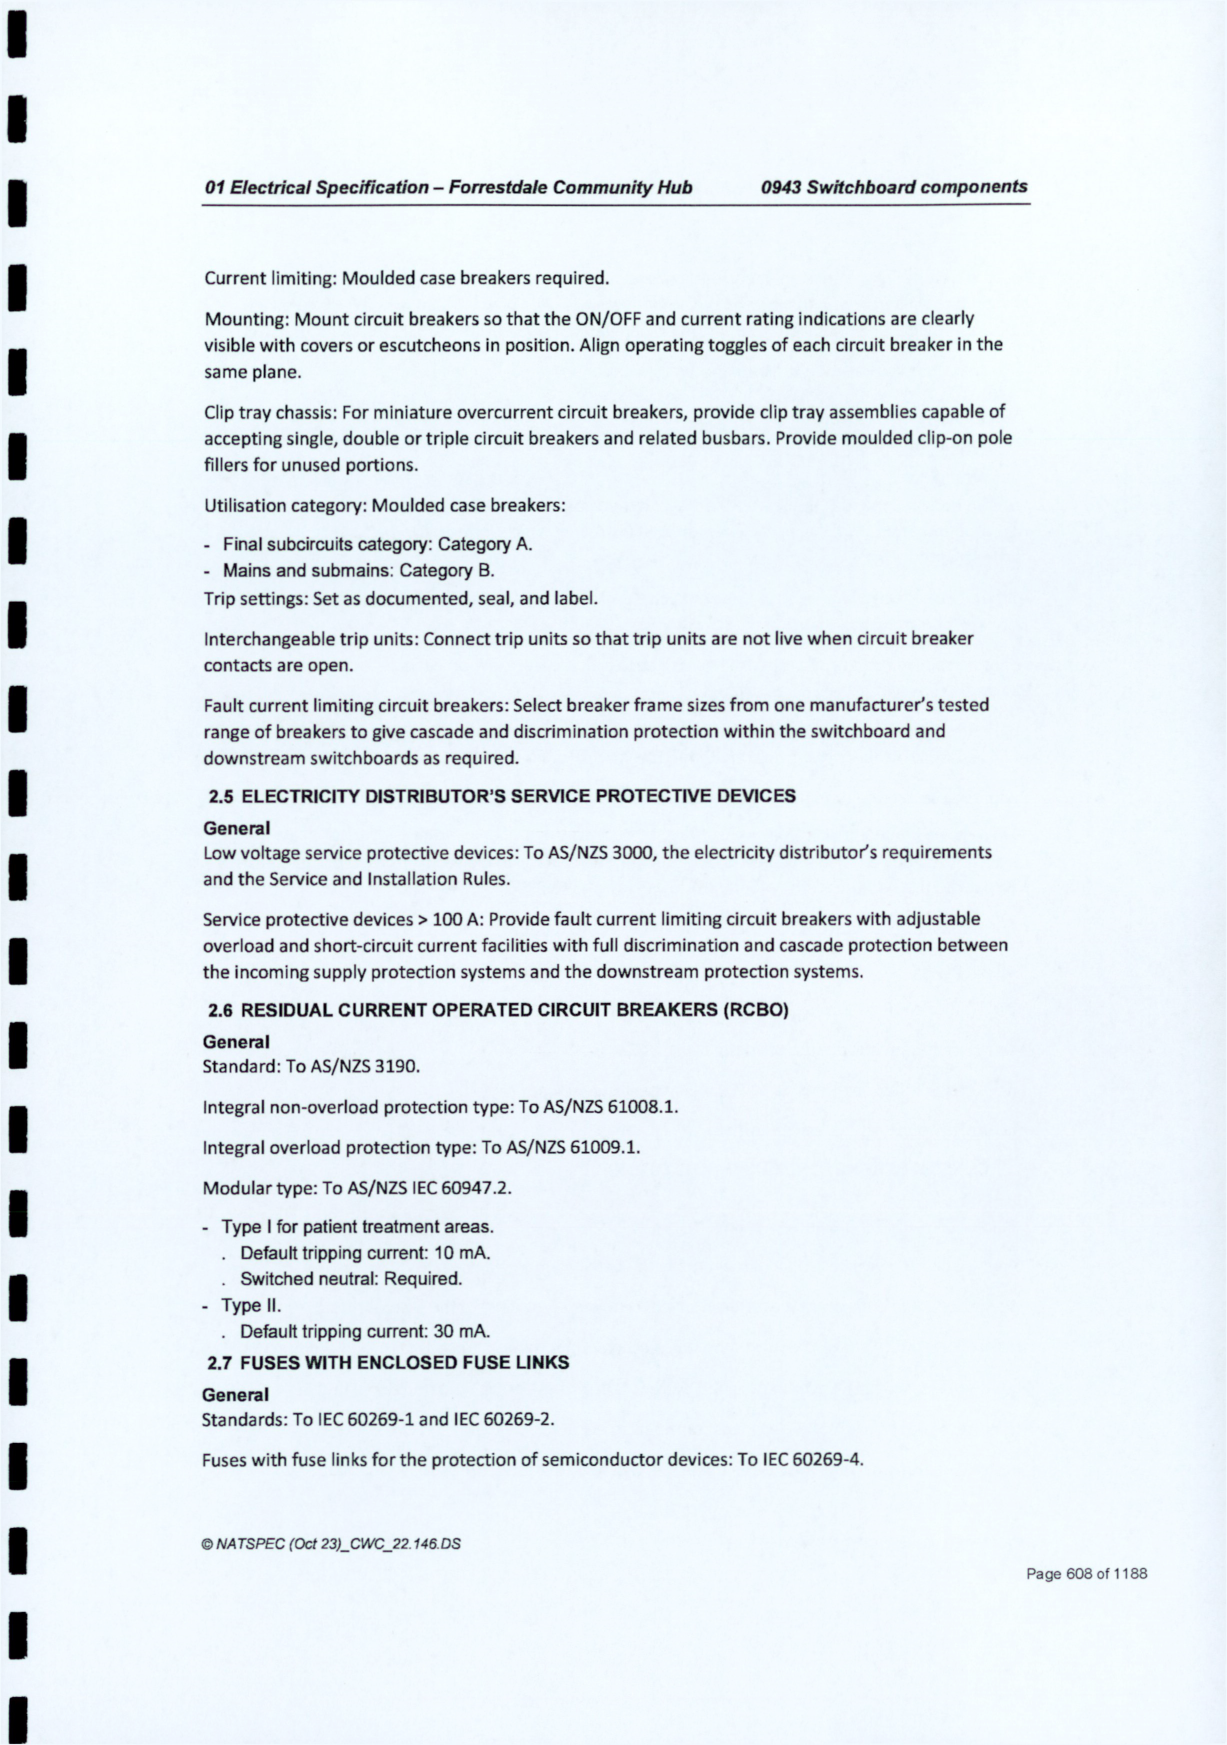 01 Electrical Specification – Forrestdale Community Hub 0943 Switchboard components
Current limiting: Moulded case breakers required.
Mounting: Mount circuit breakers so that the ON/OFF and current rating indications are clearly
visible with covers or escutcheons in position. Align operating toggles of each circuit breaker in the
same plane.
Clip tray chassis: For miniature overcurrent circuit breakers, provide clip tray assemblies capable of
accepting single, double or triple circuit breakers and related busbars. Provide moulded clip-on pole
fillers for unused portions.
Utilisation category: Moulded case breakers:
- Final subcircuits category: Category A.
- Mains and submains: Category B.
Trip settings: Set as documented, seal, and label.
Interchangeable trip units: Connect trip units so that trip units are not live when circuit breaker
contacts are open.
Fault current limiting circuit breakers: Select breaker frame sizes from one manufacturer's tested
range of breakers to give cascade and discrimination protection within the switchboard and
downstream switchboards as required.
2.5 ELECTRICITY DISTRIBUTOR'S SERVICE PROTECTIVE DEVICES
General
Low voltage service protective devices: To AS/NZS 3000, the electricity distributor's requirements
and the Service and Installation Rules.
Service protective devices > 100 A: Provide fault current limiting circuit breakers with adjustable
overload and short-circuit current facilities with full discrimination and cascade protection between
the incoming supply protection systems and the downstream protection systems.
2.6 RESIDUAL CURRENT OPERATED CIRCUIT BREAKERS (RCBO)
General
Standard: To AS/NZS 3190.
Integral non-overload protection type: To AS/NZS 61008.1.
Integral overload protection type: To AS/NZS 61009.1.
Modular type: To AS/NZS IEC 60947.2.
- Type I for patient treatment areas.
. Default tripping current: 10 mA.
. Switched neutral: Required.
- Type II.
. Default tripping current: 30 mA.
2.7 FUSES WITH ENCLOSED FUSE LINKS
General
Standards: To IEC 60269-1 and IEC 60269-2.
Fuses with fuse links for the protection of semiconductor devices: To IEC 60269-4.
© NATSPEC (Oct 23)_CWC_22.146.DS
Page 608 of 1188